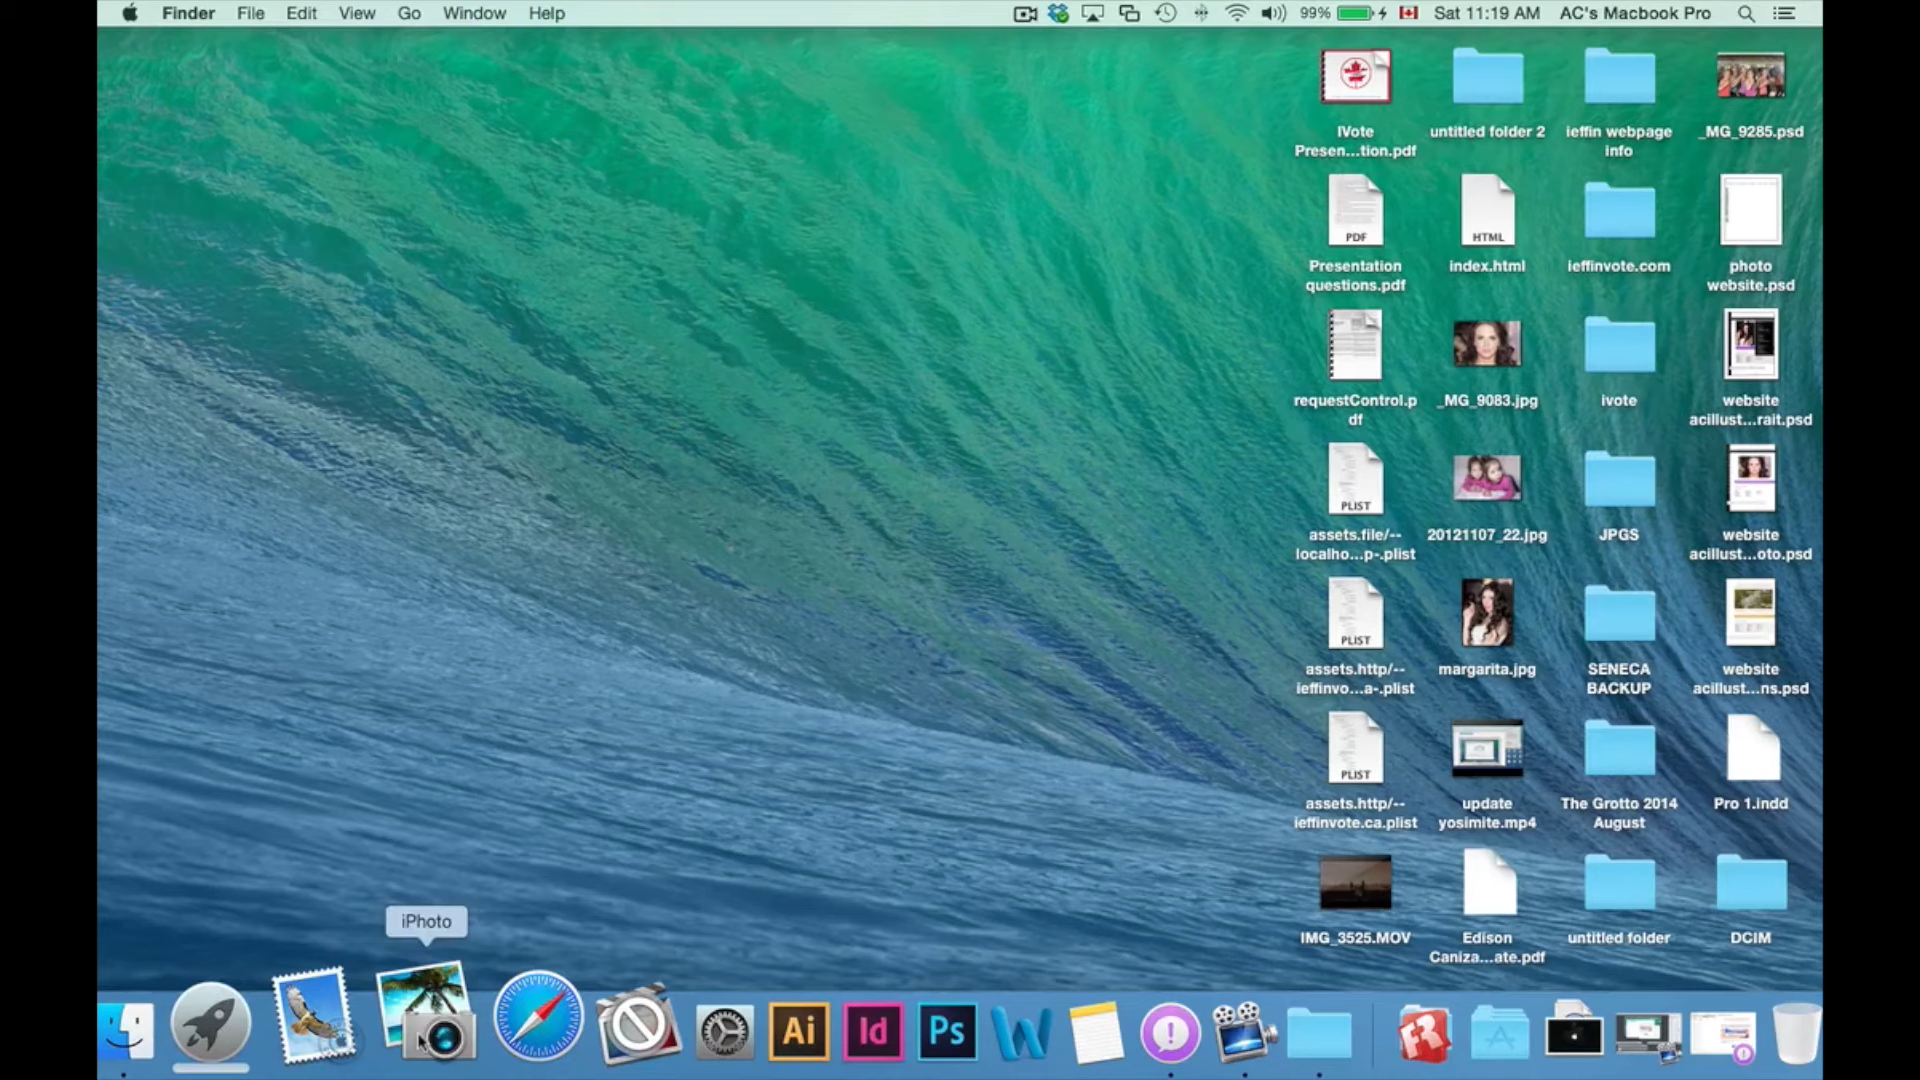 Finder File Edit View Go Window Help 99% Sat 11:19 AM AC's Macbook Pro
IVote
Presen...tion.pdf
untitled folder 2
ieffin webpage
info
_MG_9285.psd
PDF
Presentation
questions.pdf
HTML
index.html
ieffinvote.com
photo
website.psd
requestControl.p
df
_MG_9083.jpg
ivote
website
acillust...rait.psd
PLIST
assets.file/--
localho...p-.plist
20121107_22.jpg
JPGS
website
acillust...oto.psd
PLIST
assets.http/--
ieffinvo...a-.plist
margarita.jpg
SENECA
BACKUP
website
acillust...ns.psd
PLIST
assets.http/--
ieffinvote.ca.plist
update
yosimite.mp4
The Grotto 2014
August
Pro 1.indd
IMG_3525.MOV
Edison
Caniza...ate.pdf
untitled folder
DCIM
iPhoto
Ai Id Ps